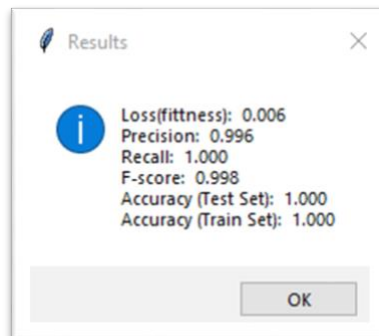 Results
Loss(fittness): 0.006
Precision: 0.996
Recall: 1.000
F-score: 0.998
Accuracy (Test Set): 1.000
Accuracy (Train Set): 1.000
OK